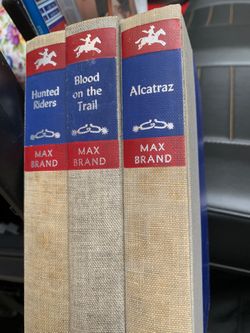 Hunted
Riders
MAX
BRAND
Blood
on the
Trail
MAX
BRAND
Alcatraz
MAX
BRAND